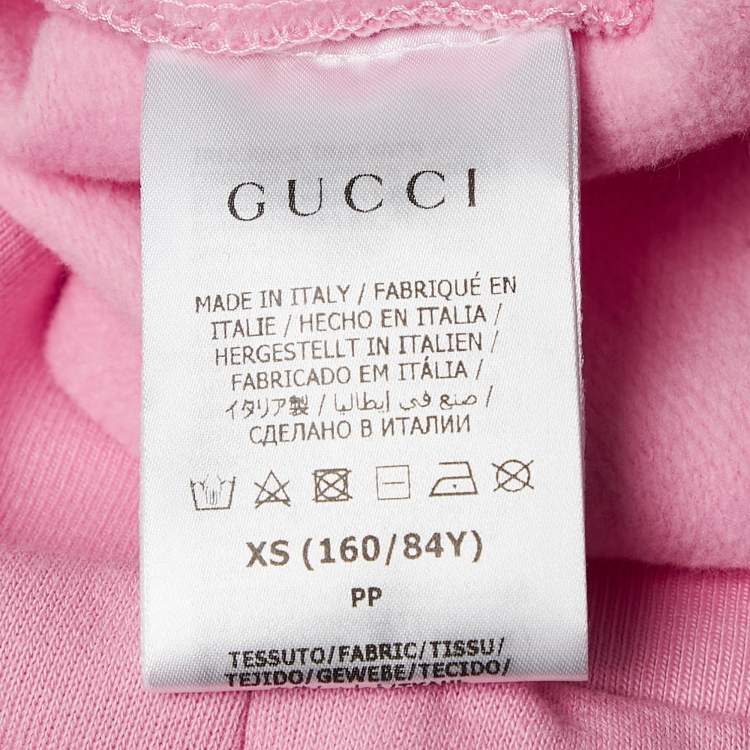 GUCCI
MADE IN ITALY / FABRIQUÉ EN
ITALIE / HECHO EN ITALIA /
HERGESTELLT IN ITALIEN /
FABRICADO EM ITÁLIA /
イタリア製 / صنع في إيطاليا /
СДЕЛАНО В ИТАЛИИ
XS (160/84Y)
PP
TESSUTO/FABRIC/TISSU/
TEJIDO/GEWEBE/TECIDO/